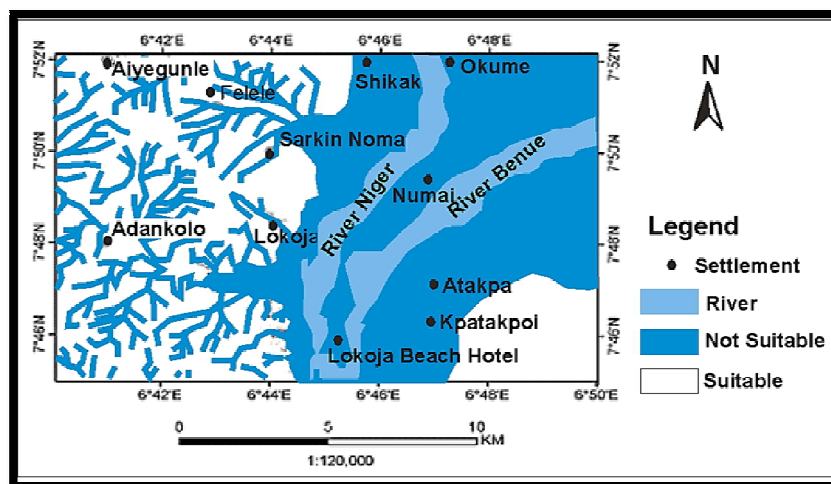 6°42'E 6°44'E 6°46'E 6°48'E
7°52'N 7°52'N
Aiyegunle Shikak Okume
Felele
N
Sarkin Noma
7°50'N 7°50'N
River Benue
Numai
River Niger
Adankolo Lokoja
7°48'N 7°48'N
Legend
Settlement
Atakpa
River
Kpatakpoi
7°46'N 7°46'N
Not Suitable
Lokoja Beach Hotel
Suitable
6°42'E 6°44'E 6°46'E 6°48'E 6°50'E
0 5 10
KM
1:120,000